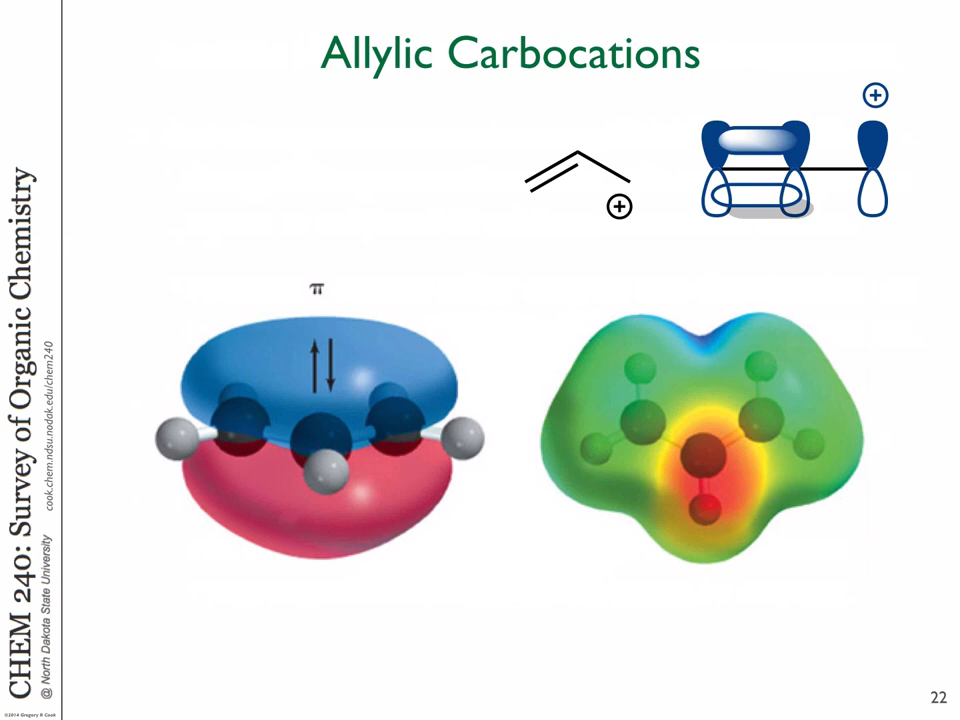 Allylic Carbocations
+
+
π
CHEM 240: Survey of Organic Chemistry
@ North Dakota State University cook.chem.ndsu.nodak.edu/chem240
©2014 Gregory R Cook
22